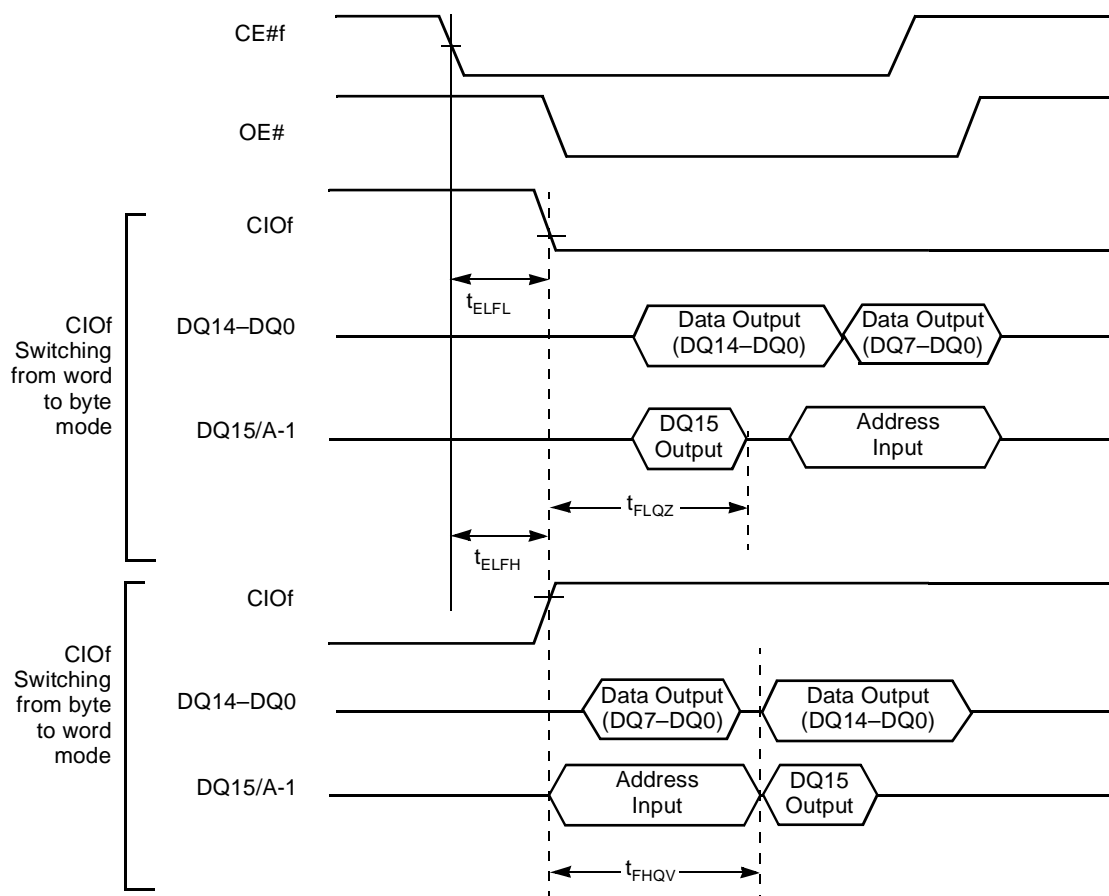 CE#f
OE#
CIOf
Switching
from word
to byte
mode
CIOf
tELFL
DQ14–DQ0
Data Output
(DQ14–DQ0)
Data Output
(DQ7–DQ0)
DQ15/A-1
DQ15
Output
Address
Input
tFLQZ
tELFH
CIOf
Switching
from byte
to word
mode
CIOf
DQ14–DQ0
Data Output
(DQ7–DQ0)
Data Output
(DQ14–DQ0)
DQ15/A-1
Address
Input
DQ15
Output
tFHQV